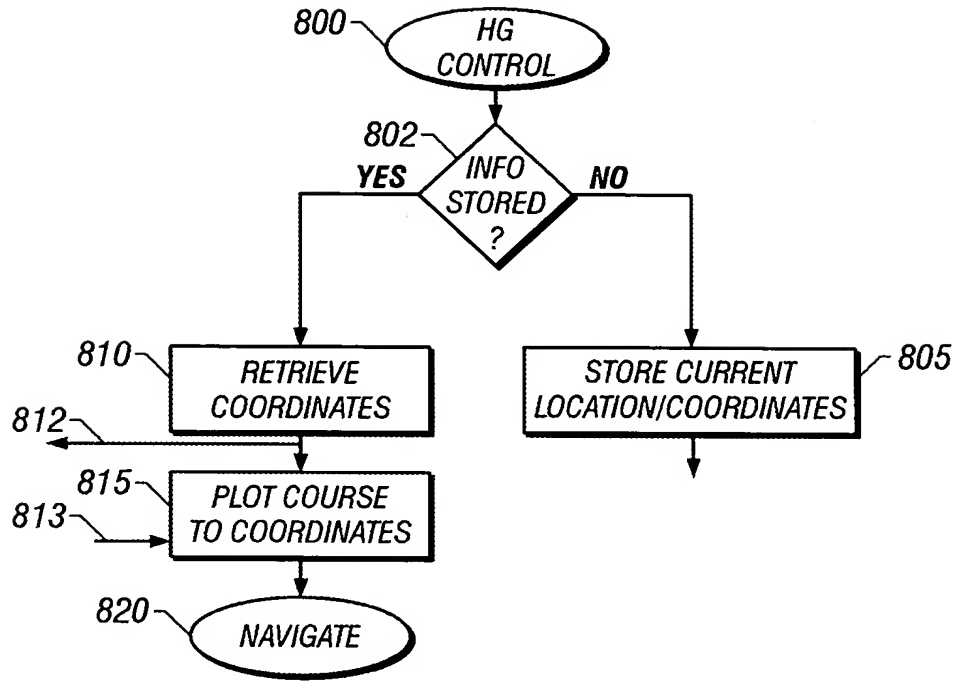 800
HG
CONTROL
802
INFO
STORED
?
YES
NO
810
RETRIEVE
COORDINATES
STORE CURRENT
LOCATION/COORDINATES
805
812
815
PLOT COURSE
TO COORDINATES
813
820
NAVIGATE